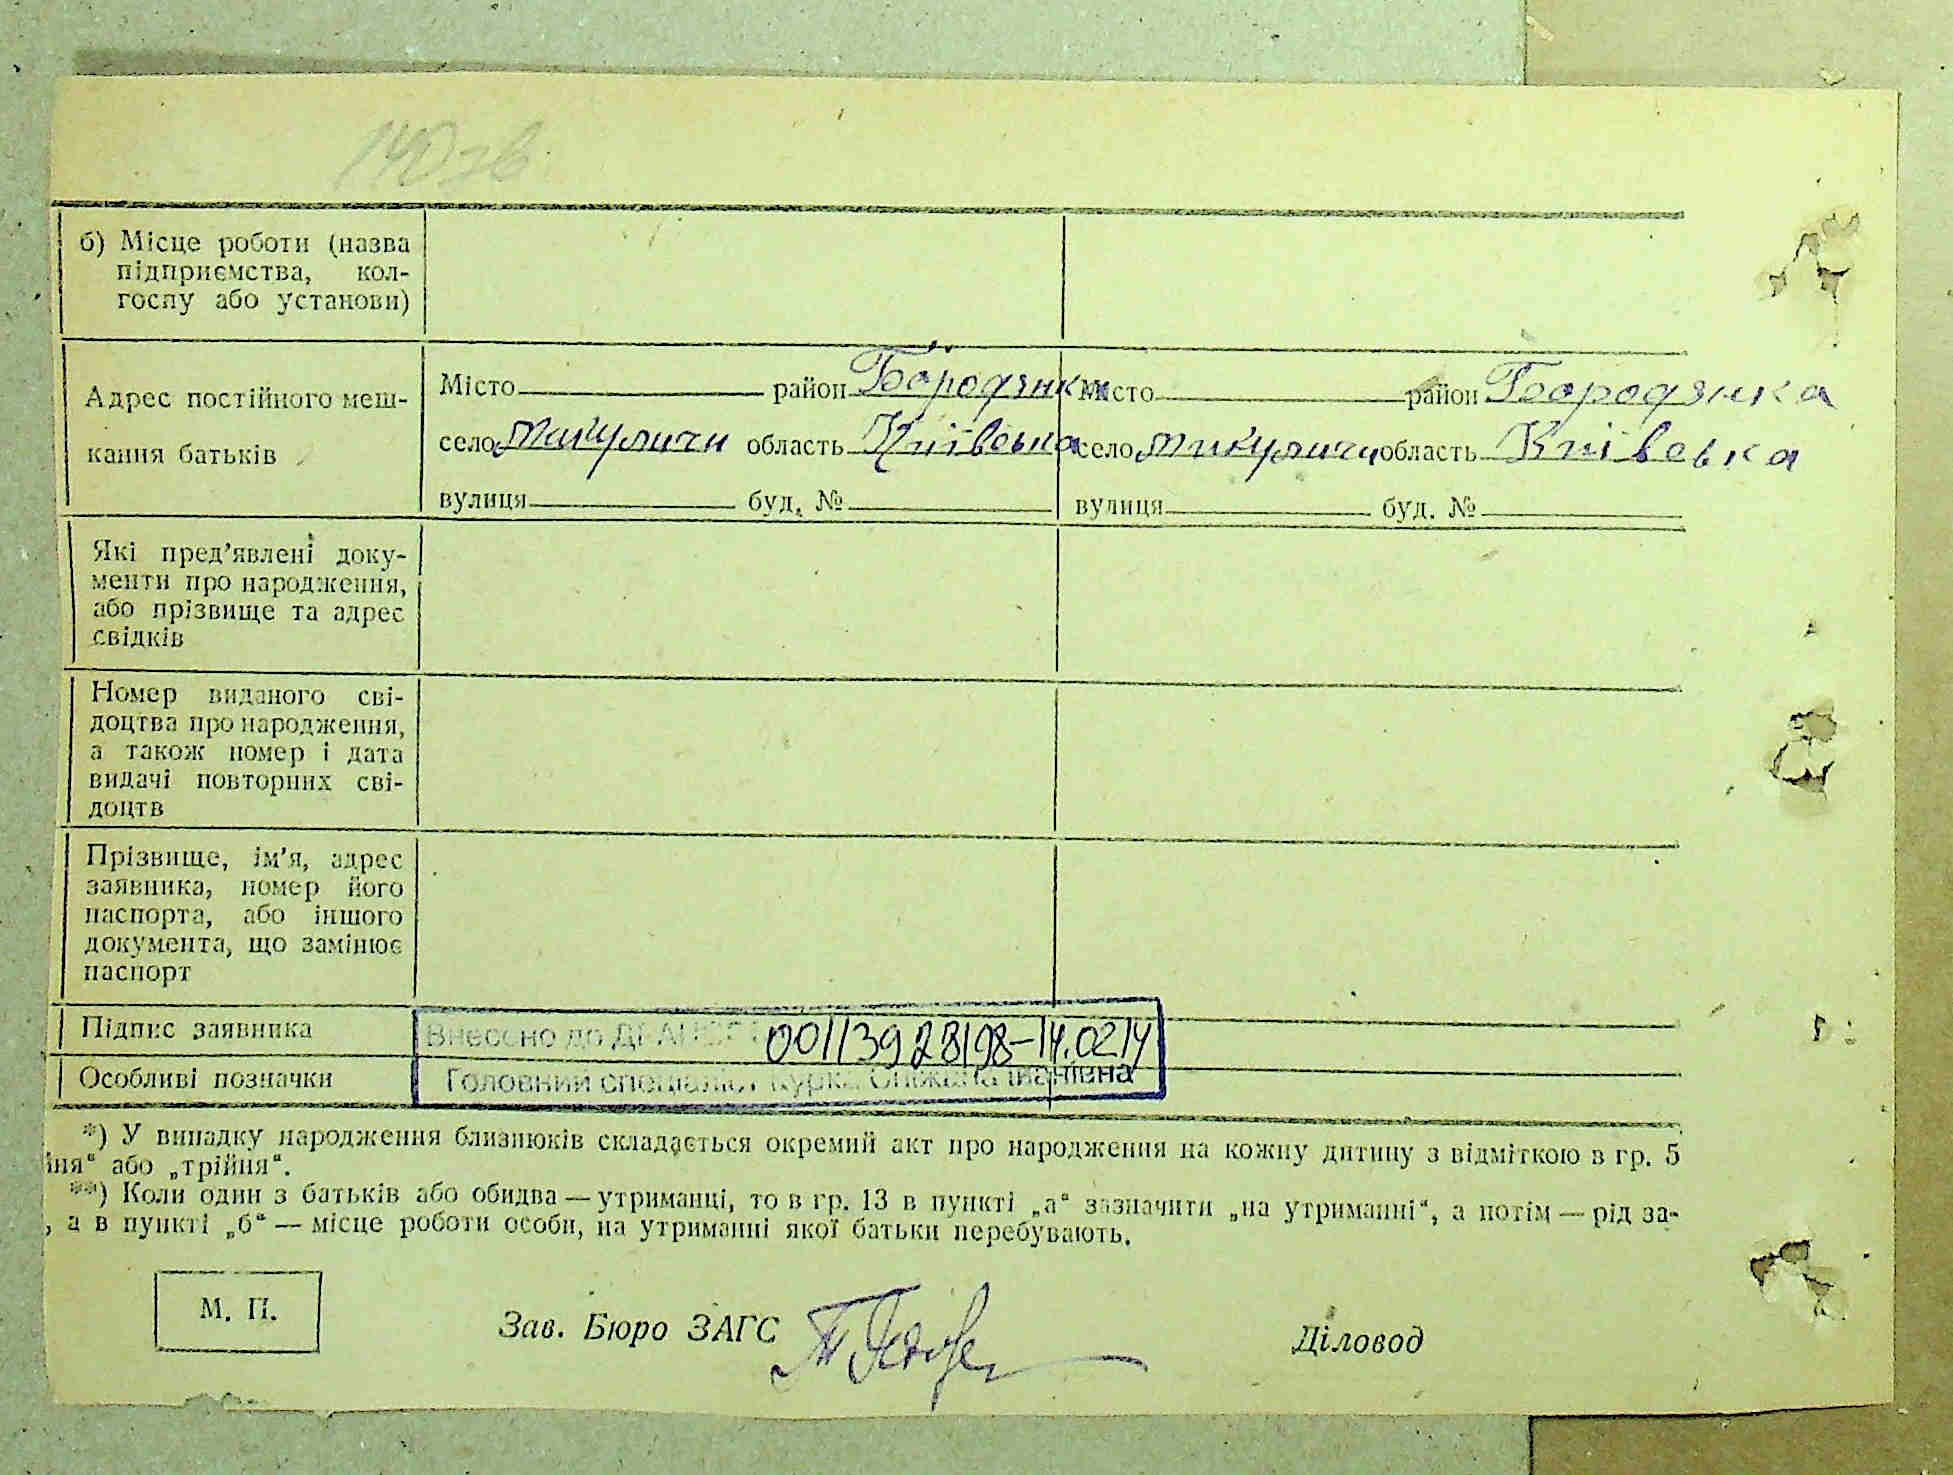 140 зв
б) Місце роботи (назва
підприємства, кол-
госпу або установи)
Адрес постійного меш-
кання батьків
Місто район Бородянка
село Микуличи область Київська
вулиця буд. №
Місто район Бородянка
село Микуличи область Київська
вулиця буд. №
Які пред'явлені доку-
менти про народження,
або прізвище та адрес
свідків
Номер виданого сві-
доцтва про народження,
а також номер і дата
видачі повторних сві-
доцтв
Прізвище, ім'я, адрес
заявника, номер його
паспорта, або іншого
документа, що замінює
паспорт
Підпис заявника
Внесено до ДРАЦСГ 00113928198-14.02.14
Особливі позначки
Головний спеціаліст Іванівна
*) У випадку народження близнюків складається окремий акт про народження на кожну дитину з відміткою в гр. 5
йня" або „трійня".
**) Коли один з батьків або обидва — утриманці, то в гр. 13 в пункті „а" зазначити „на утриманні", а потім — рід за-
, а в пункті „б" — місце роботи особи, на утриманні якої батьки перебувають.
М. П.
Зав. Бюро ЗАГС
Діловод